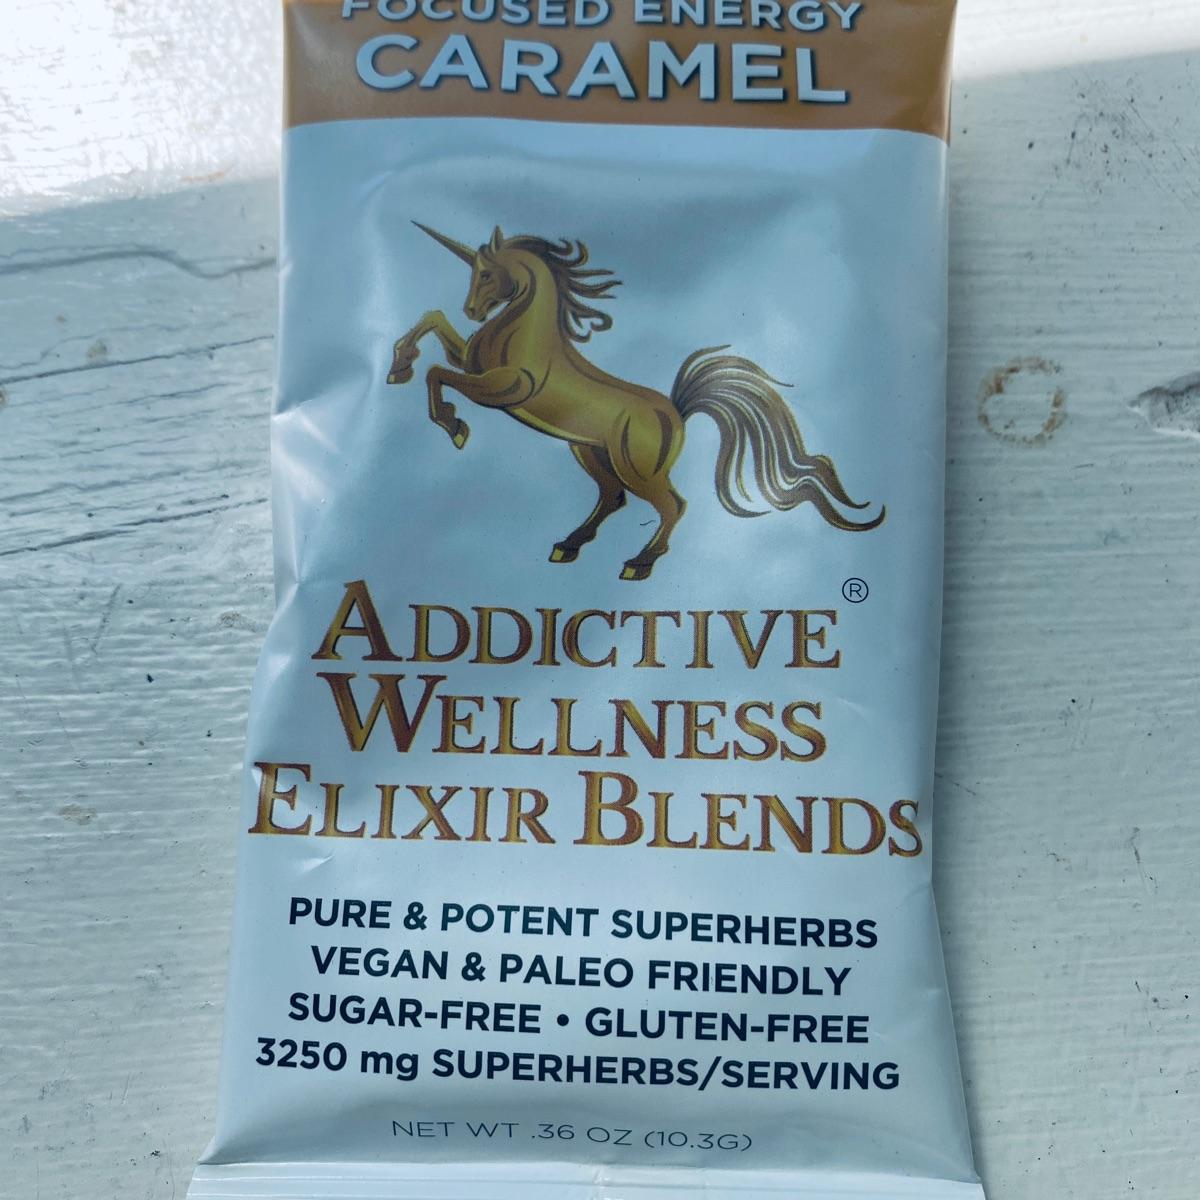 FOCUSED ENERGY
CARAMEL
®
ADDICTIVE
WELLNESS
ELIXIR BLENDS
PURE & POTENT SUPERHERBS
VEGAN & PALEO FRIENDLY
SUGAR-FREE • GLUTEN-FREE
3250 mg SUPERHERBS/SERVING
NET WT .36 OZ (10.3G)